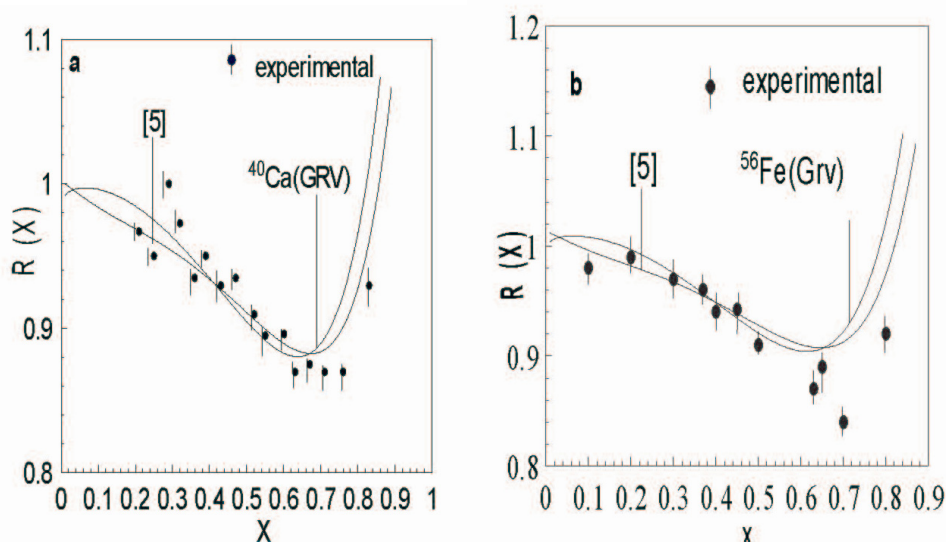 1.1
a
experimental
[5]
⁴⁰Ca(GRV)
1
R (X)
0.9
0.8
0 0.1 0.2 0.3 0.4 0.5 0.6 0.7 0.8 0.9 1
X
1.2
b
experimental
1.1
[5]
⁵⁶Fe(Grv)
1
R (X)
0.9
0.8
0 0.1 0.2 0.3 0.4 0.5 0.6 0.7 0.8 0.9
x